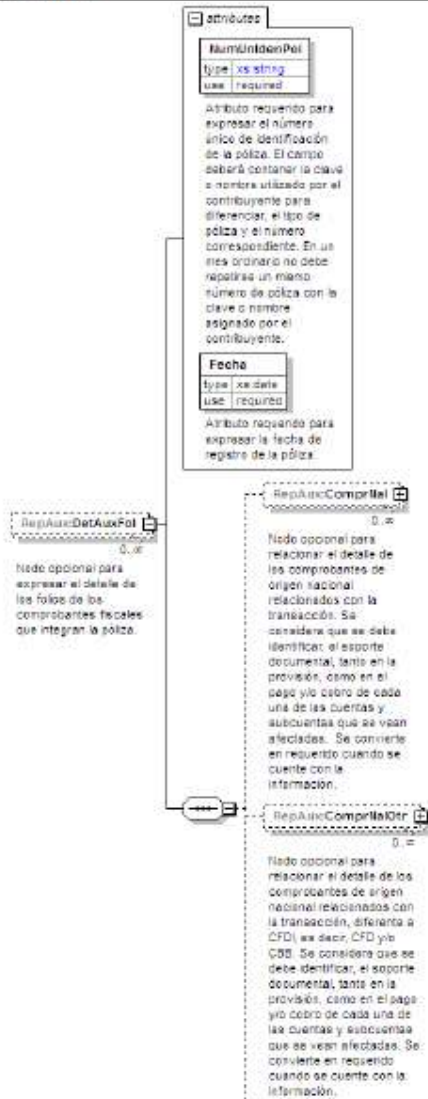 attributes
NumUnIdenPol
type xs:string
use required
Atributo requerido para
expresar el número
único de identificación
de la póliza. El campo
deberá contener la clave
o nombre utilizado por el
contribuyente para
diferenciar, el tipo de
póliza y el número
correspondiente. En un
mes ordinario no debe
repetirse un mismo
número de póliza con la
clave o nombre
asignado por el
contribuyente.
Fecha
type xs:date
use required
Atributo requerido para
expresar la fecha de
registro de la póliza.
RepAux:DetAuxFol
0..∞
Nodo opcional para
expresar el detalle de
los folios de los
comprobantes fiscales
que integran la póliza.
RepAux:ComprNal
0..∞
Nodo opcional para
relacionar el detalle de
los comprobantes de
origen nacional
relacionados con la
transacción. Se
considera que se debe
identificar, el soporte
documental, tanto en la
provisión, como en el
pago y/o cobro de cada
una de las cuentas y
subcuentas que se vean
afectadas. Se convierte
en requerido cuando se
cuente con la
información.
RepAux:ComprNalOtr
0..∞
Nodo opcional para
relacionar el detalle de los
comprobantes de origen
nacional relacionados con
la transacción, diferente a
CFDI, es decir, CFD y/o
CBB. Se considera que se
debe identificar, el soporte
documental, tanto en la
provisión, como en el pago
y/o cobro de cada una de
las cuentas y subcuentas
que se vean afectadas. Se
convierte en requerido
cuando se cuente con la
información.